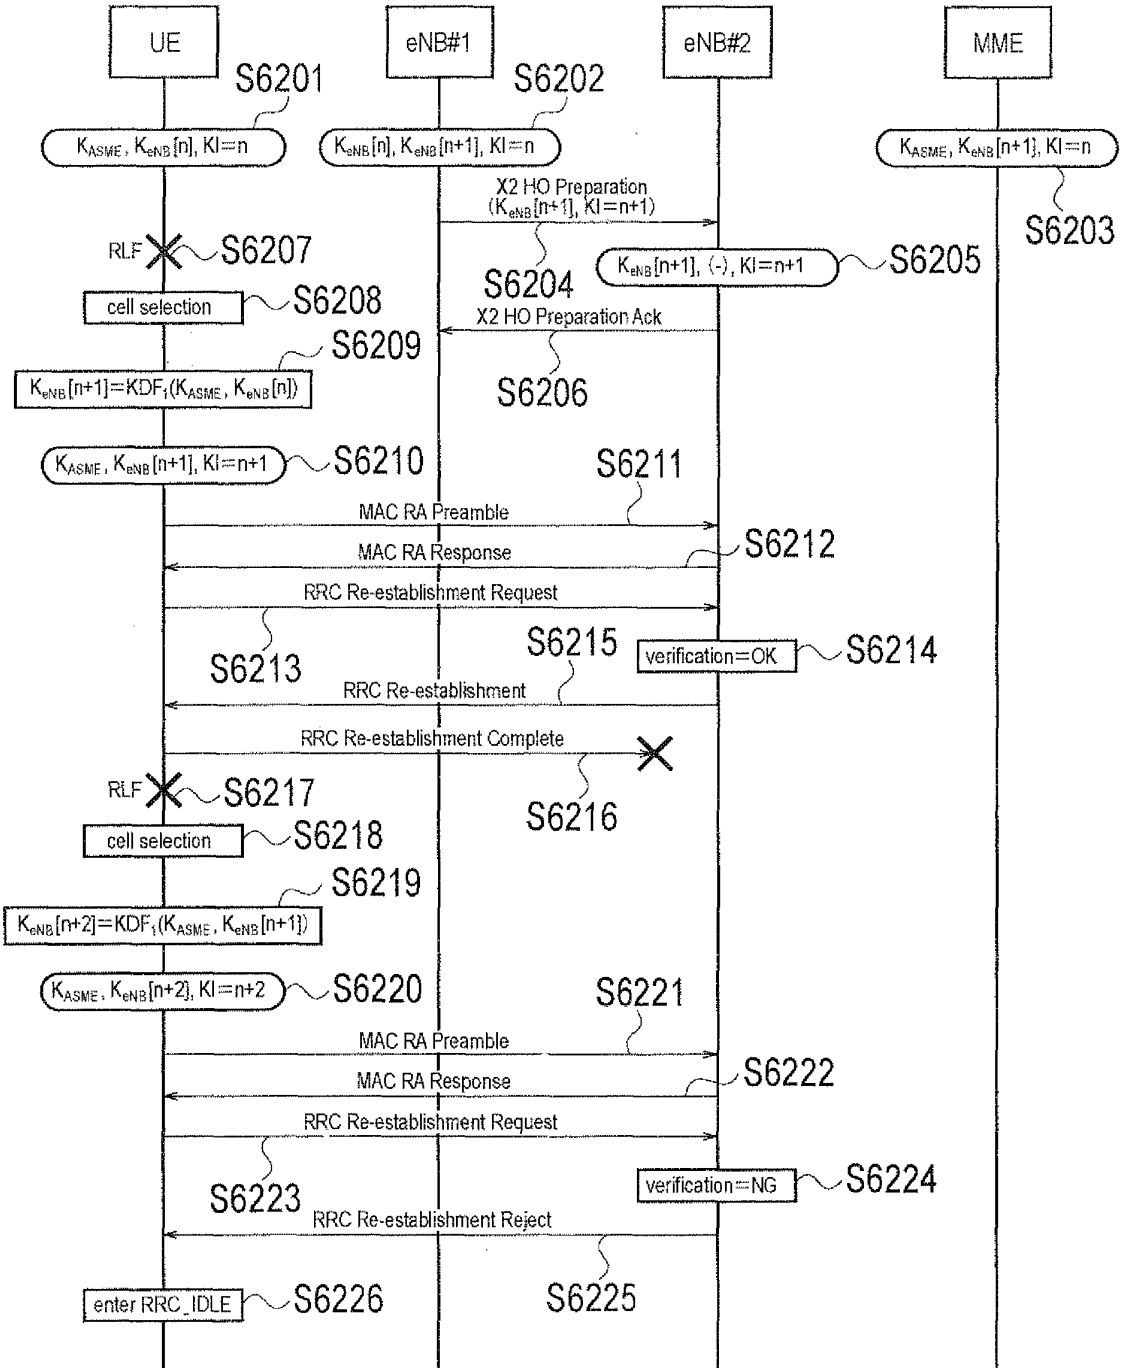 UE
eNB#1
eNB#2
MME
S6201
S6202
KASME, KeNB[n], KI=n
KeNB[n], KeNB[n+1], KI=n
KASME, KeNB[n+1], KI=n
S6203
X2 HO Preparation
(KeNB[n+1], KI=n+1)
RLF
S6207
S6204
KeNB[n+1], (-), KI=n+1
S6205
cell selection
S6208
X2 HO Preparation Ack
S6209
S6206
KeNB[n+1]=KDF1(KASME, KeNB[n])
KASME, KeNB[n+1], KI=n+1
S6210
S6211
MAC RA Preamble
S6212
MAC RA Response
RRC Re-establishment Request
S6213
S6215
verification=OK
S6214
RRC Re-establishment
RRC Re-establishment Complete
RLF
S6217
S6216
cell selection
S6218
S6219
KeNB[n+2]=KDF1(KASME, KeNB[n+1])
KASME, KeNB[n+2], KI=n+2
S6220
S6221
MAC RA Preamble
S6222
MAC RA Response
RRC Re-establishment Request
S6223
verification=NG
S6224
RRC Re-establishment Reject
S6225
enter RRC_IDLE
S6226